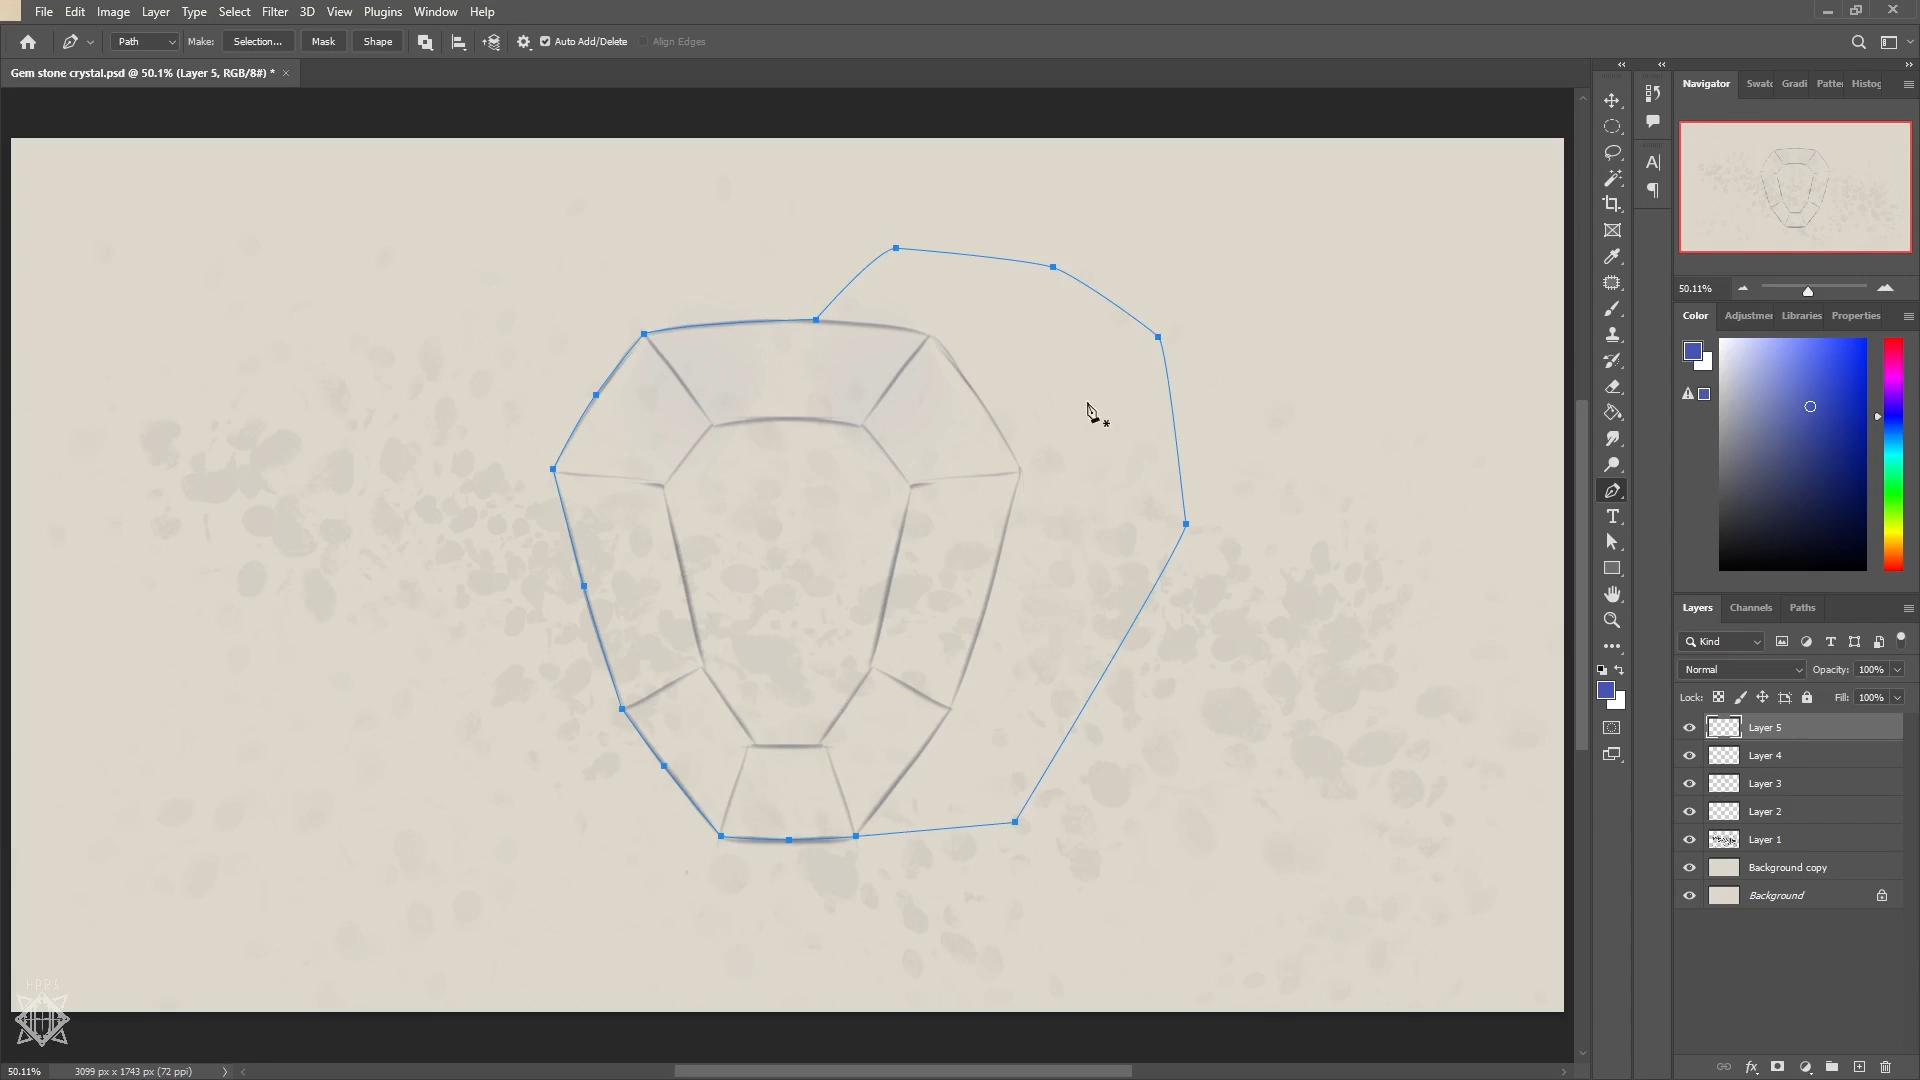 File Edit Image Layer Type Select Filter 3D View Plugins Window Help
Path Make: Selection... Mask Shape Auto Add/Delete Align Edges
Gem stone crystal.psd @ 50.1% (Layer 5, RGB/8#) *
Navigator Swatc Gradi Patte Histog
50.11%
Color Adjustmen Libraries Properties
Layers Channels Paths
Kind
Normal Opacity: 100%
Lock: Fill: 100%
Layer 5
Layer 4
Layer 3
Layer 2
Layer 1
Background copy
Background
50.11% 3099 px x 1743 px (72 ppi)